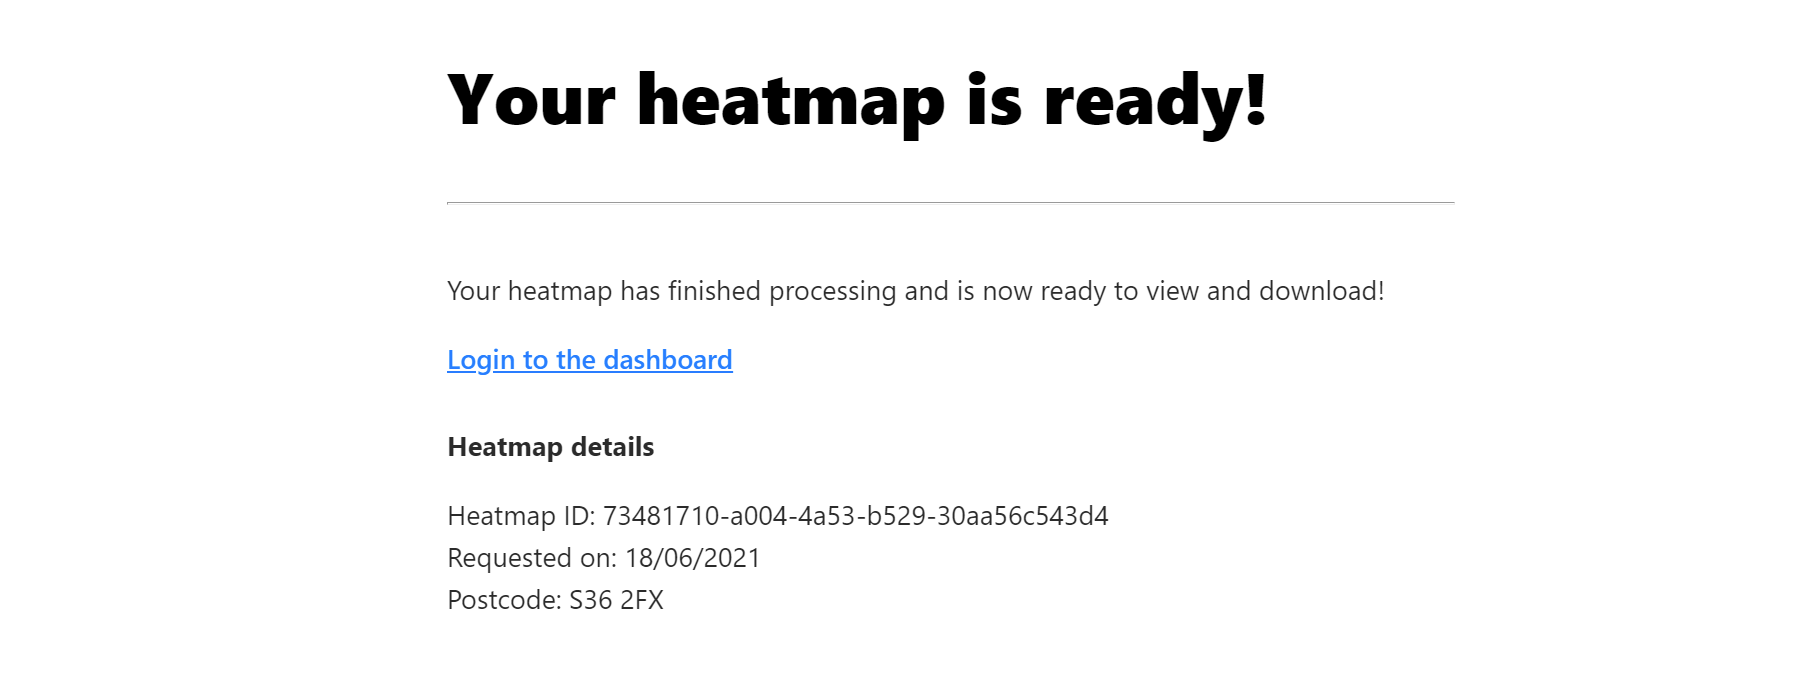 Your heatmap is ready!
Your heatmap has finished processing and is now ready to view and download!
Login to the dashboard
Heatmap details
Heatmap ID: 73481710-a004-4a53-b529-30aa56c543d4
Requested on: 18/06/2021
Postcode: S36 2FX